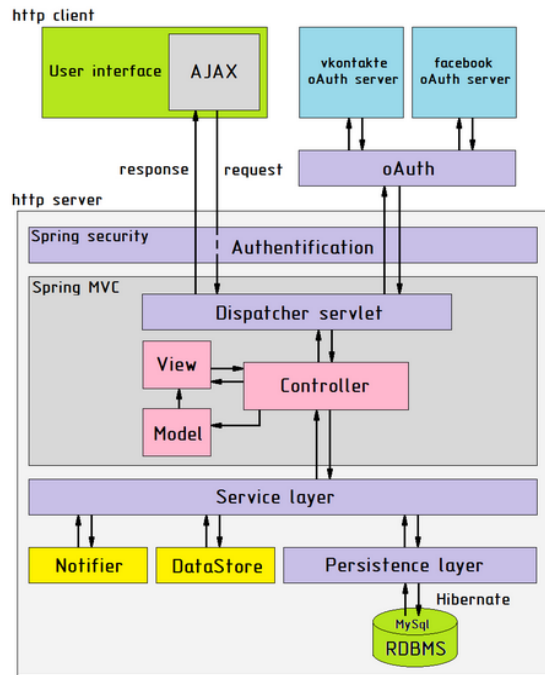 http client
User interface
AJAX
vkontakte
oAuth server
facebook
oAuth server
response
request
oAuth
http server
Spring security
Authentification
Spring MVC
Dispatcher servlet
View
Controller
Model
Service layer
Notifier
DataStore
Persistence layer
Hibernate
MySql
RDBMS